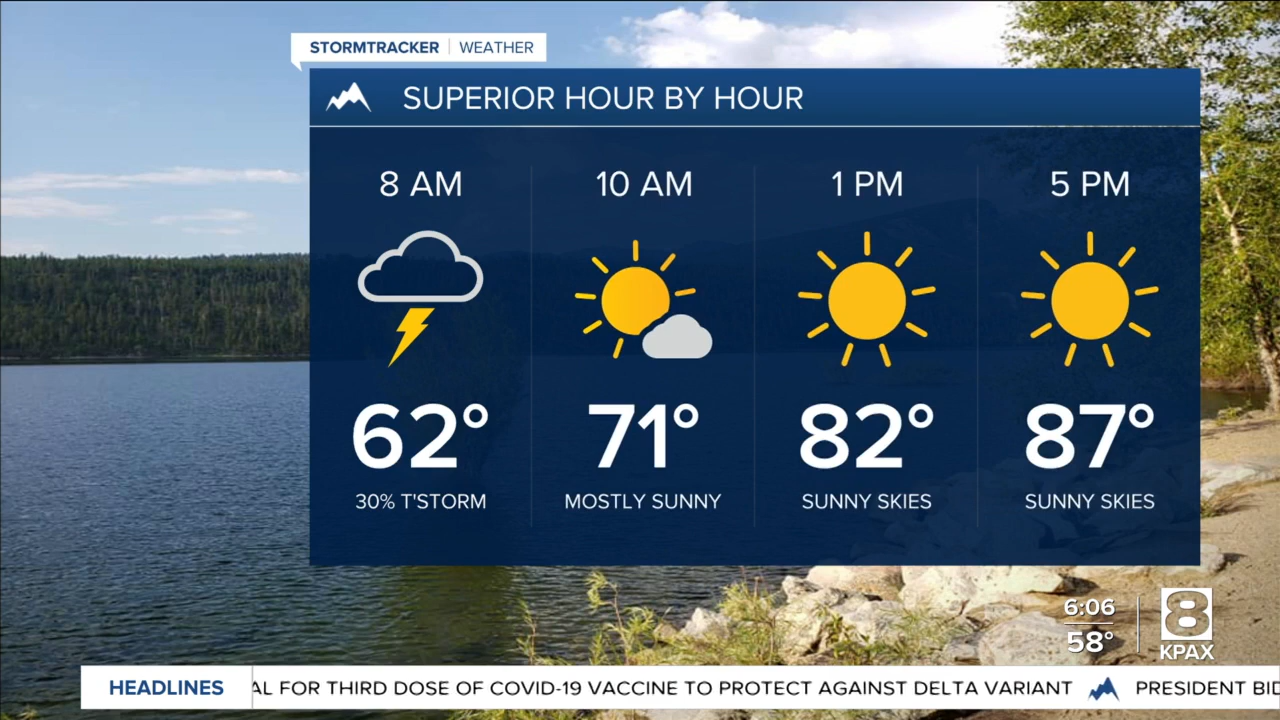 STORMTRACKER | WEATHER
SUPERIOR HOUR BY HOUR
8 AM
10 AM
1 PM
5 PM
62°
71°
82°
87°
30% T'STORM
MOSTLY SUNNY
SUNNY SKIES
SUNNY SKIES
6:06
58°
8
KPAX
HEADLINES
AL FOR THIRD DOSE OF COVID-19 VACCINE TO PROTECT AGAINST DELTA VARIANT PRESIDENT BID